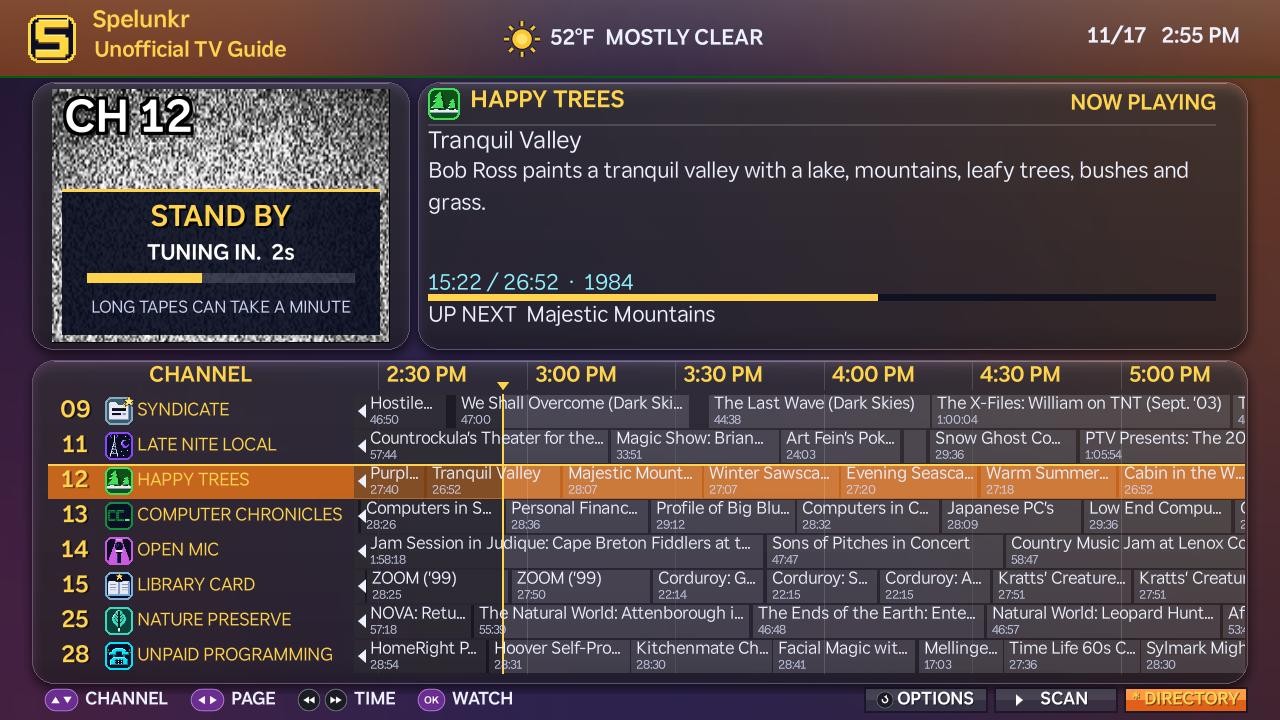 Spelunkr
Unofficial TV Guide
52°F MOSTLY CLEAR
11/17 2:55 PM
CH 12
STAND BY
TUNING IN. 2s
LONG TAPES CAN TAKE A MINUTE
HAPPY TREES
NOW PLAYING
Tranquil Valley
Bob Ross paints a tranquil valley with a lake, mountains, leafy trees, bushes and
grass.
15:22 / 26:52 · 1984
UP NEXT Majestic Mountains
CHANNEL 2:30 PM 3:00 PM 3:30 PM 4:00 PM 4:30 PM 5:00 PM
09 SYNDICATE Hostile... We Shall Overcome (Dark Ski... The Last Wave (Dark Skies) The X-Files: William on TNT (Sept. '03)
46:50 47:00 44:38 1:00:04
11 LATE NITE LOCAL Countrockula's Theater for the... Magic Show: Brian... Art Fein's Pok... Snow Ghost Co... PTV Presents: The 20
57:44 33:51 24:03 29:36 1:05:54
12 HAPPY TREES Purpl... Tranquil Valley Majestic Mount... Winter Sawsca... Evening Seasca... Warm Summer... Cabin in the W...
27:40 26:52 28:07 27:07 27:20 27:18 26:52
13 COMPUTER CHRONICLES Computers in S... Personal Financ... Profile of Big Blu... Computers in C... Japanese PC's Low End Compu...
28:26 28:36 29:12 28:32 28:09 29:36
14 OPEN MIC Jam Session in Judique: Cape Breton Fiddlers at t... Sons of Pitches in Concert Country Music Jam at Lenox Co
1:58:18 47:47 58:47
15 LIBRARY CARD ZOOM ('99) ZOOM ('99) Corduroy: G... Corduroy: S... Corduroy: A... Kratts' Creature... Kratts' Creatur
28:25 27:50 22:14 22:15 22:15 27:51 27:51
25 NATURE PRESERVE NOVA: Retu... The Natural World: Attenborough i... The Ends of the Earth: Ente... Natural World: Leopard Hunt... Af
57:18 55:39 46:48 46:57 53:4
28 UNPAID PROGRAMMING HomeRight P... Hoover Self-Pro... Kitchenmate Ch... Facial Magic wit... Mellinge... Time Life 60s C... Sylmark Migh
28:54 28:31 28:30 28:41 17:03 27:36 28:30
CHANNEL PAGE TIME OK WATCH OPTIONS SCAN DIRECTORY